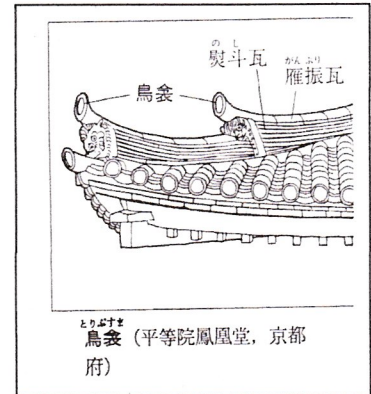 のし
熨斗瓦
がんふり
雁振瓦
鳥衾
とりぶすま
鳥衾（平等院鳳凰堂，京都
府）